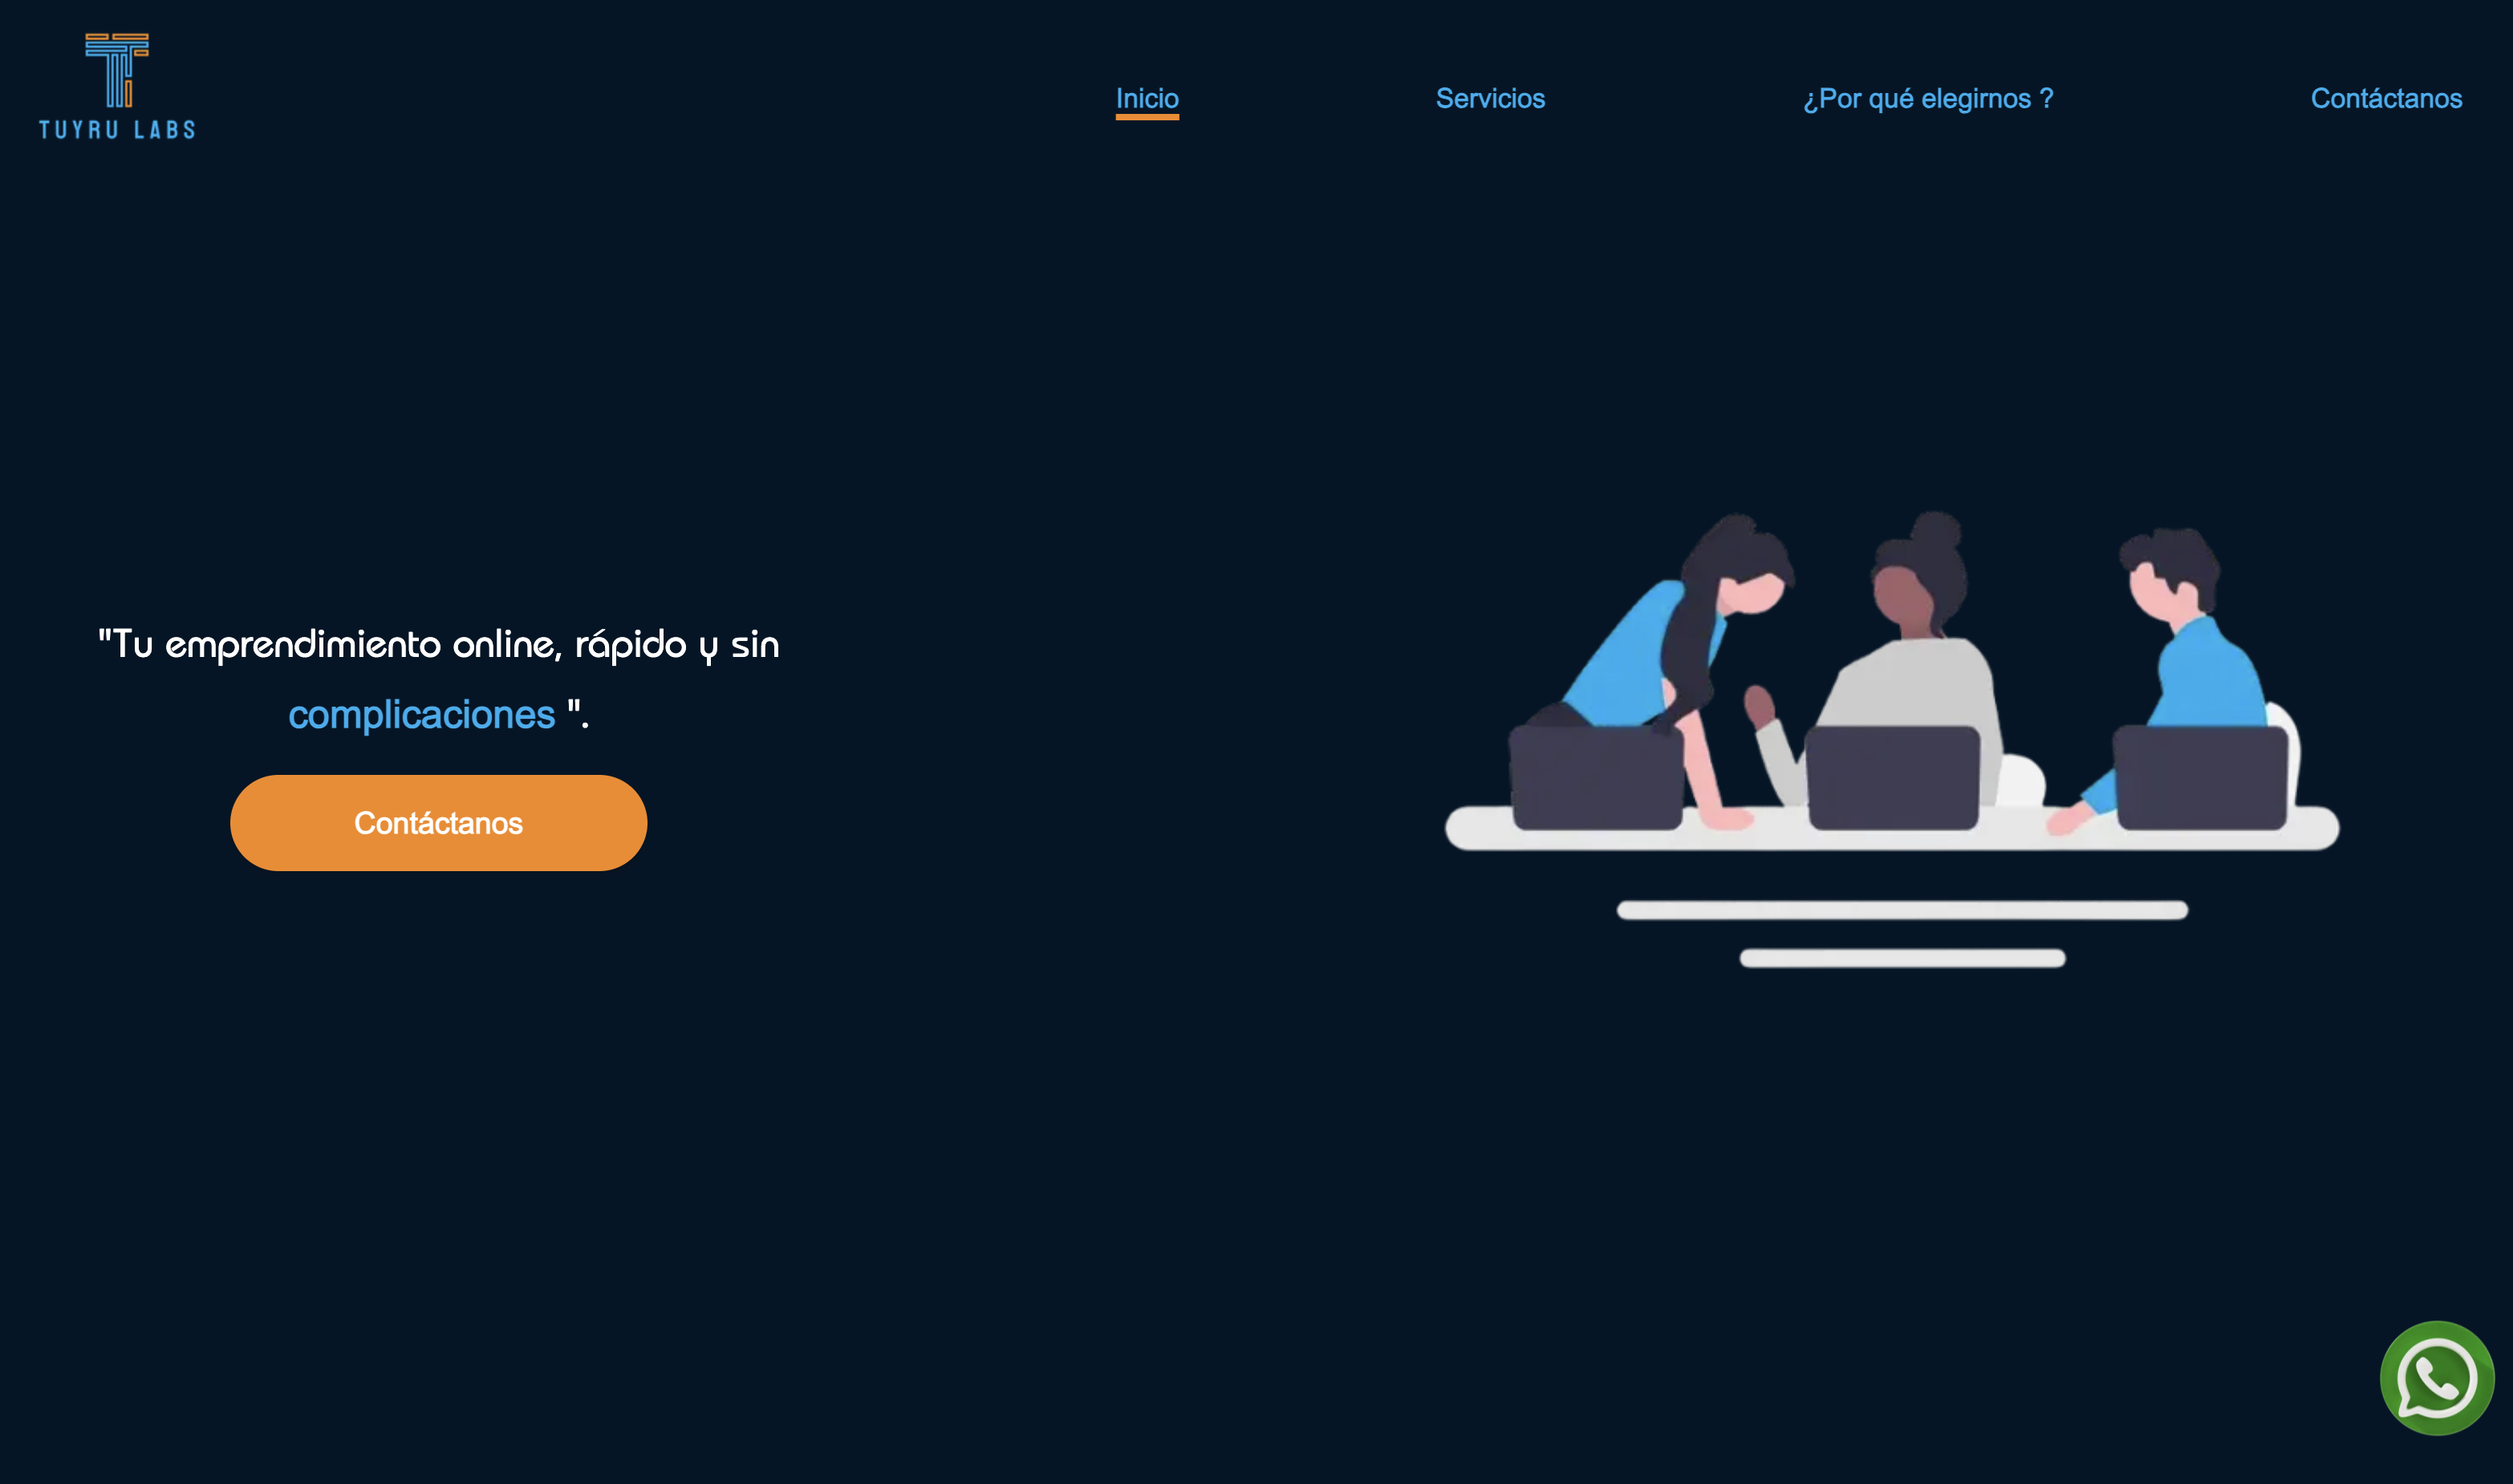 TUYRU LABS
Inicio
Servicios
¿Por qué elegirnos ?
Contáctanos
"Tu emprendimiento online, rápido y sin
complicaciones ".
Contáctanos